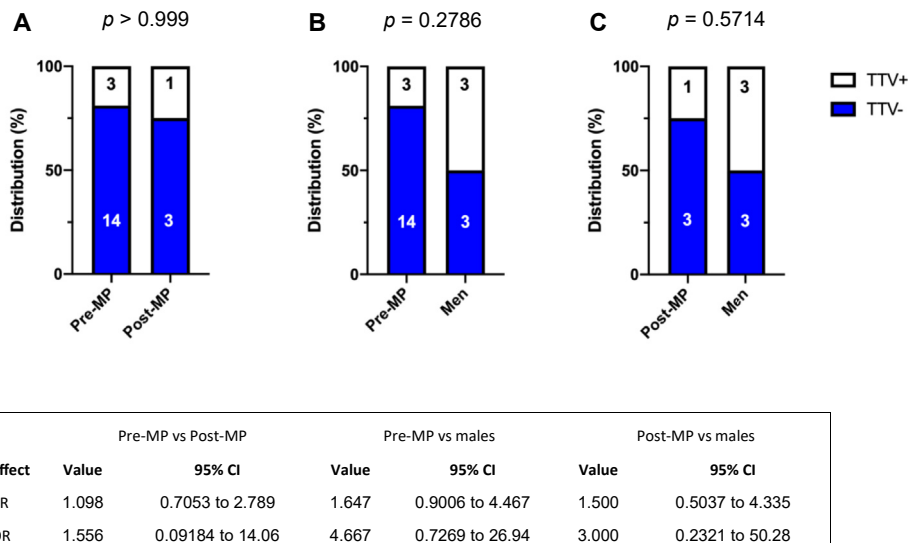 A
p > 0.999
B
p = 0.2786
C
p = 0.5714
100
50
0
Distribution (%)
3
1
14
3
Pre-MP
Post-MP
100
50
0
Distribution (%)
3
3
14
3
Pre-MP
Men
100
50
0
Distribution (%)
1
3
3
3
Post-MP
Men
TTV+
TTV-
Pre-MP vs Post-MP Pre-MP vs males Post-MP vs males
ffect Value 95% CI Value 95% CI Value 95% CI
R 1.098 0.7053 to 2.789 1.647 0.9006 to 4.467 1.500 0.5037 to 4.335
R 1.556 0.09184 to 14.06 4.667 0.7269 to 26.94 3.000 0.2321 to 50.28